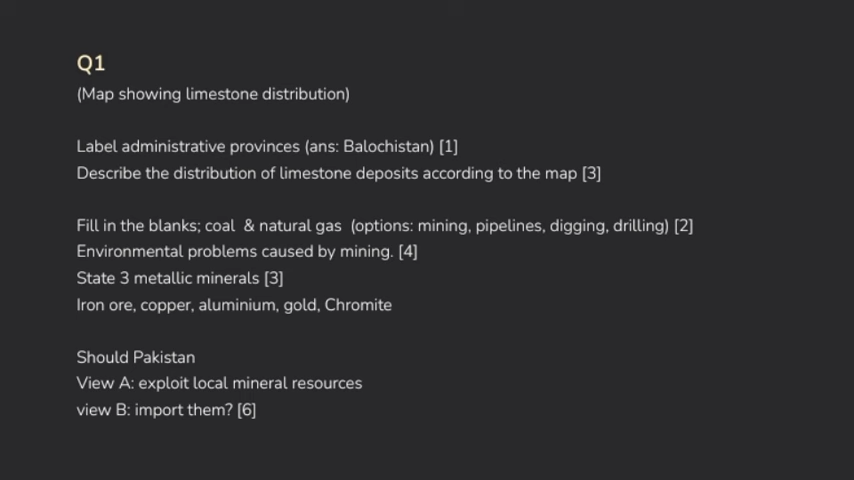 Q1
(Map showing limestone distribution)
Label administrative provinces (ans: Balochistan) [1]
Describe the distribution of limestone deposits according to the map [3]
Fill in the blanks; coal  & natural gas  (options: mining, pipelines, digging, drilling) [2]
Environmental problems caused by mining. [4]
State 3 metallic minerals [3]
Iron ore, copper, aluminium, gold, Chromite
Should Pakistan
View A: exploit local mineral resources
view B: import them? [6]